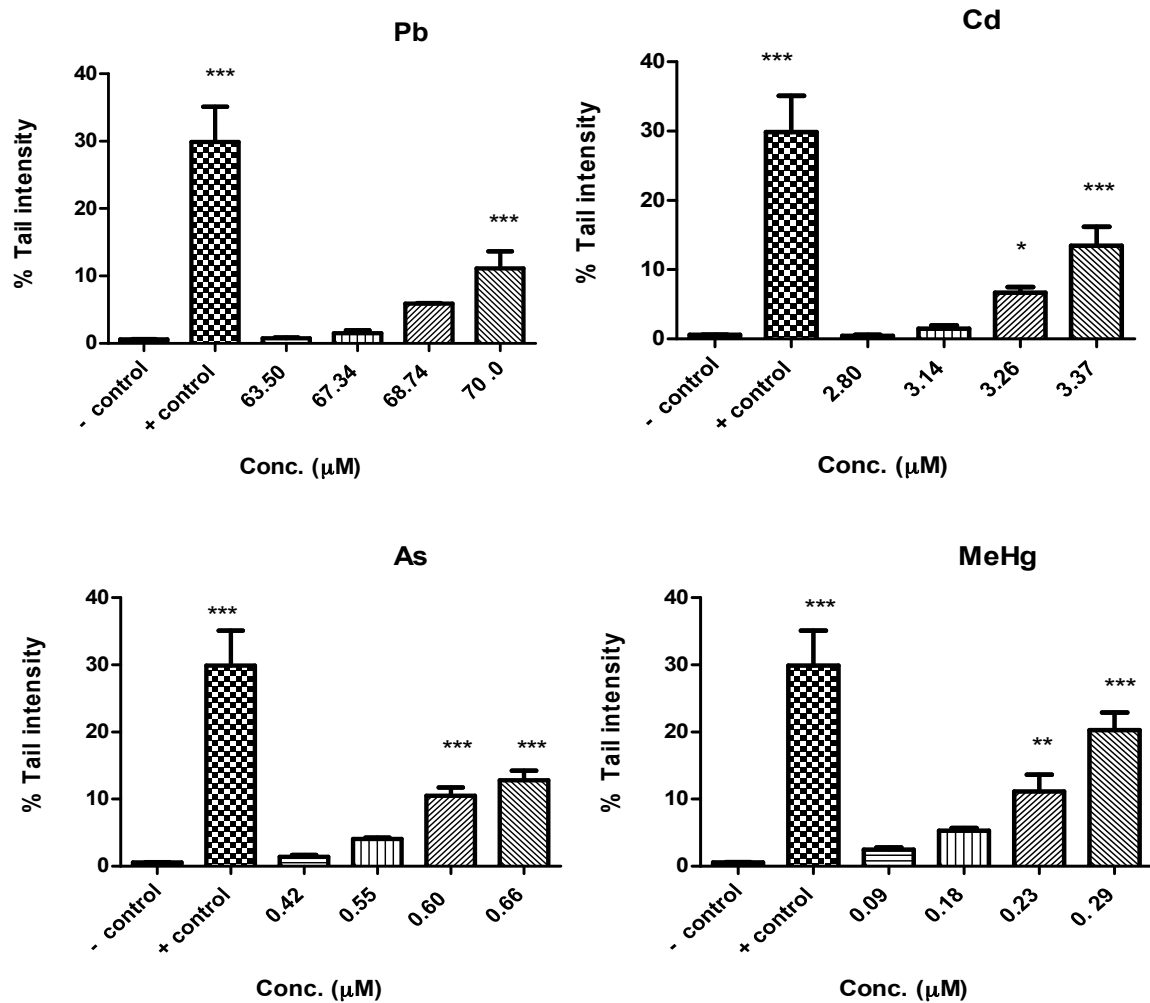 Pb
% Tail intensity
40
30
20
10
0
***
***
- control
+ control
63.50
67.34
68.74
70 .0
Conc. (μM)
Cd
% Tail intensity
40
30
20
10
0
***
*
***
- control
+ control
2.80
3.14
3.26
3.37
Conc. (μM)
As
% Tail intensity
40
30
20
10
0
***
***
***
- control
+ control
0.42
0.55
0.60
0.66
Conc. (μM)
MeHg
% Tail intensity
40
30
20
10
0
***
**
***
- control
+ control
0.09
0.18
0.23
0. 29
Conc. (μM)